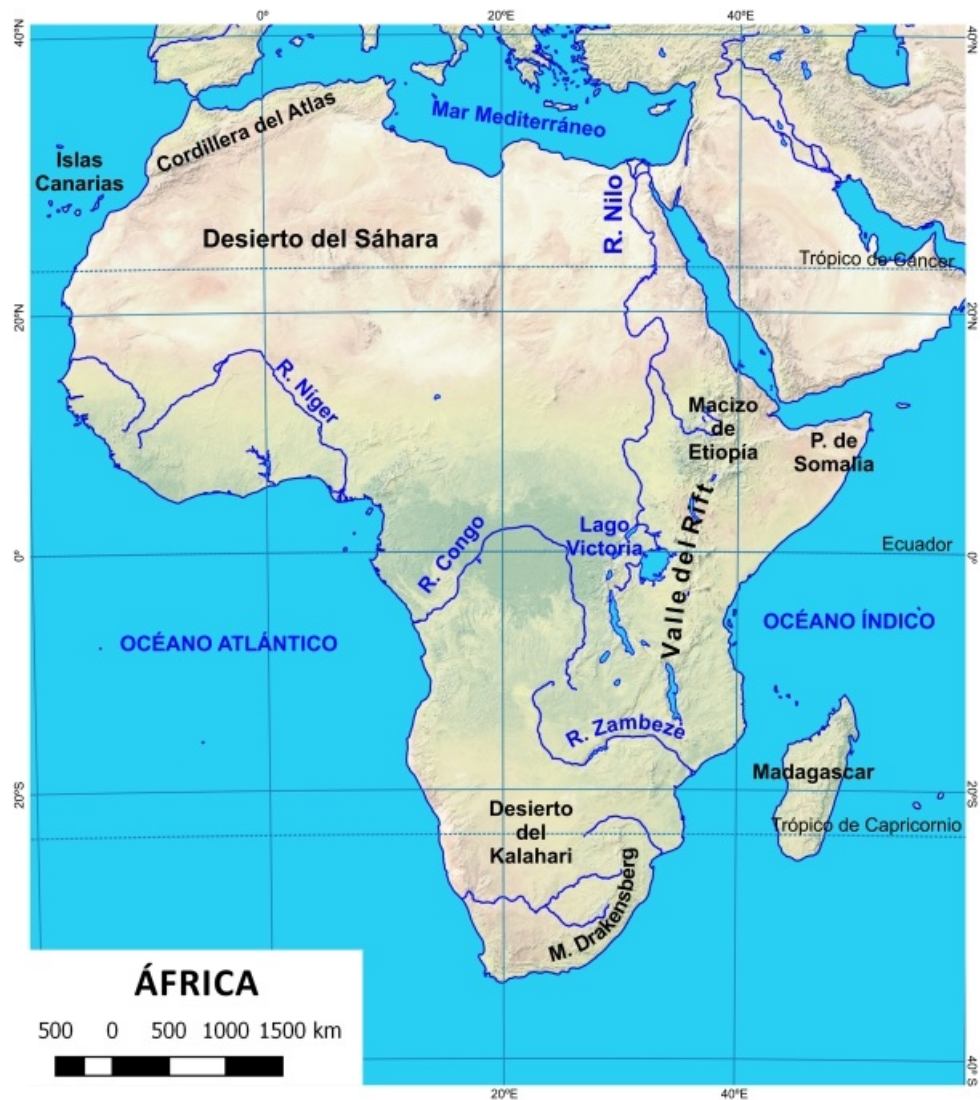 0°
20°E
40°E
40°N
40°N
Mar Mediterráneo
Cordillera del Atlas
Islas
Canarias
R. Nilo
Desierto del Sáhara
Trópico de Cáncer
20°N
20°N
R. Níger
Macizo
de
Etiopía
P. de
Somalia
Valle del Rift
Lago
Victoria
R. Congo
Ecuador
0°
0°
OCÉANO ATLÁNTICO
OCÉANO ÍNDICO
R. Zambeze
Madagascar
20°S
20°S
Desierto
del
Kalahari
Trópico de Capricornio
M. Drakensberg
ÁFRICA
500 0 500 1000 1500 km
40° S
20°E
40°E